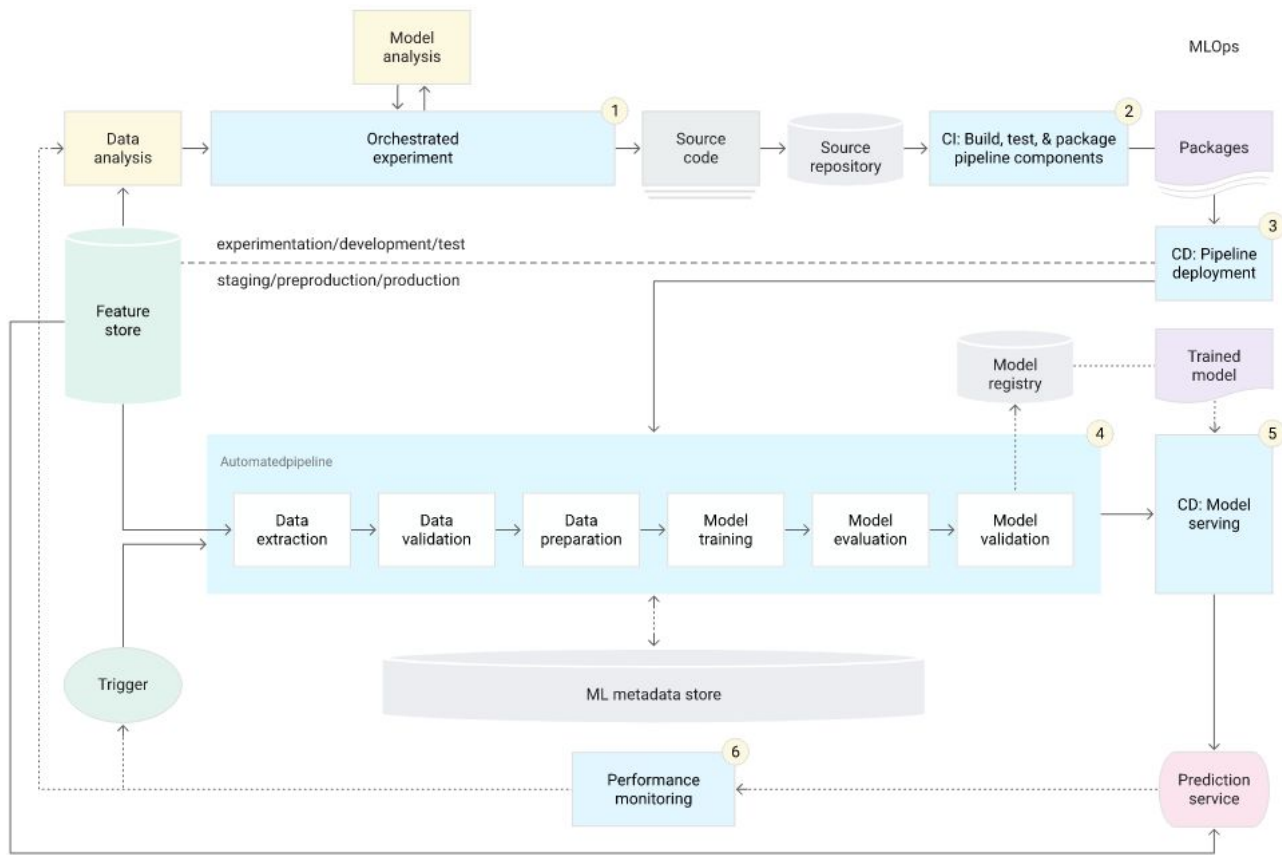 Model
analysis
MLOps
1
2
Data
analysis
Orchestrated
experiment
Source
code
Source
repository
CI: Build, test, & package
pipeline components
Packages
3
experimentation/development/test
staging/preproduction/production
CD: Pipeline
deployment
Feature
store
Model
registry
Trained
model
4
5
Automatedpipeline
Data
extraction
Data
validation
Data
preparation
Model
training
Model
evaluation
Model
validation
CD: Model
serving
Trigger
ML metadata store
6
Performance
monitoring
Prediction
service